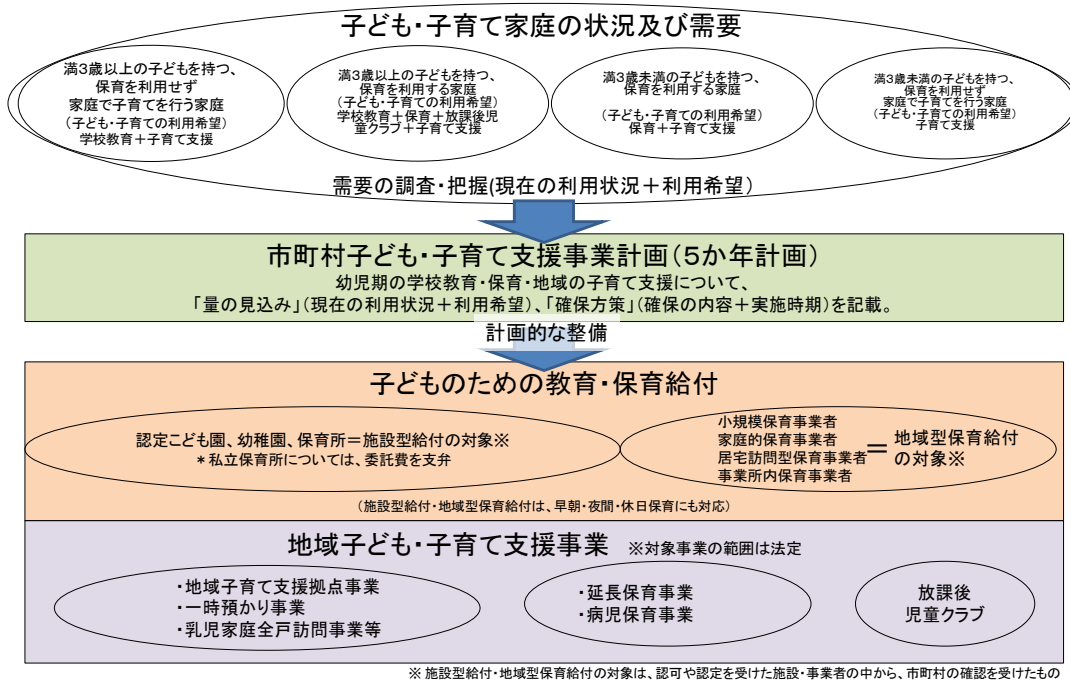 子ども・子育て家庭の状況及び需要
満3歳以上の子どもを持つ、
保育を利用せず
家庭で子育てを行う家庭
(子ども・子育ての利用希望)
学校教育+子育て支援
満3歳以上の子どもを持つ、
保育を利用する家庭
(子ども・子育ての利用希望)
学校教育+保育+放課後児
童クラブ+子育て支援
満3歳未満の子どもを持つ、
保育を利用する家庭
(子ども・子育ての利用希望)
保育+子育て支援
満3歳未満の子どもを持つ、
保育を利用せず
家庭で子育てを行う家庭
(子ども・子育ての利用希望)
子育て支援
需要の調査・把握(現在の利用状況+利用希望)
市町村子ども・子育て支援事業計画(5か年計画)
幼児期の学校教育・保育・地域の子育て支援について、
「量の見込み」(現在の利用状況+利用希望)、「確保方策」(確保の内容+実施時期)を記載。
計画的な整備
子どものための教育・保育給付
認定こども園、幼稚園、保育所=施設型給付の対象※
*私立保育所については、委託費を支弁
小規模保育事業者
家庭的保育事業者
居宅訪問型保育事業者
事業所内保育事業者
=
地域型保育給付
の対象※
(施設型給付・地域型保育給付は、早朝・夜間・休日保育にも対応)
地域子ども・子育て支援事業 ※対象事業の範囲は法定
・地域子育て支援拠点事業
・一時預かり事業
・乳児家庭全戸訪問事業等
・延長保育事業
・病児保育事業
放課後
児童クラブ
※ 施設型給付・地域型保育給付の対象は、認可や認定を受けた施設・事業者の中から、市町村の確認を受けたもの